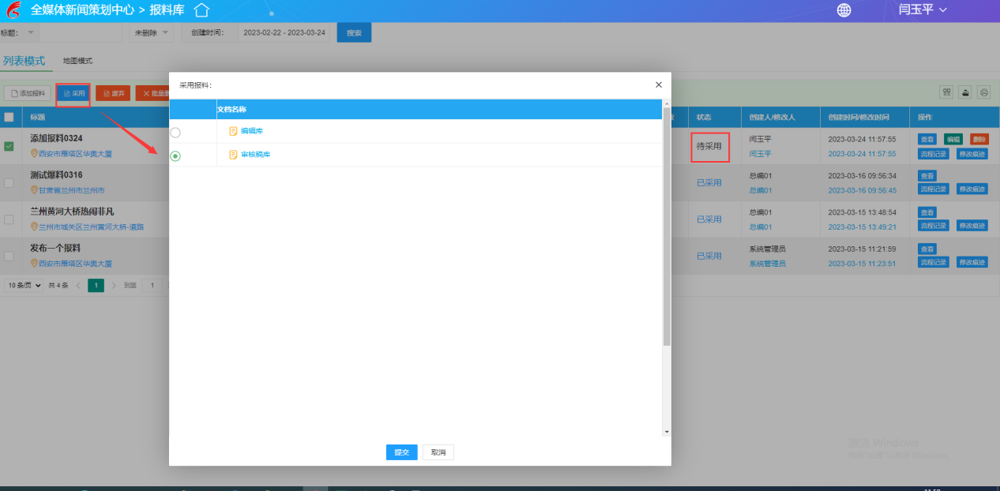 全媒体新闻策划中心 > 报料库
闫玉平
标题：
未删除
创建时间：
2023-02-22 - 2023-03-24
搜索
列表模式
地图模式
添加报料
采用
废弃
批量删
采用报料：
文档名称
编辑库
审核稿库
提交
取消
标题
状态
创建人/修改人
创建时间/修改时间
操作
添加报料0324
西安市雁塔区华奥大厦
待采用
闫玉平
闫玉平
2023-03-24 11:57:55
2023-03-24 11:57:55
查看
编辑
删除
流程记录
修改痕迹
测试爆料0316
甘肃省兰州市兰州市
已采用
总编01
总编01
2023-03-16 09:56:34
2023-03-16 09:56:45
查看
流程记录
修改痕迹
兰州黄河大桥热闹非凡
兰州市城关区兰州黄河大桥-道路
已采用
总编01
总编01
2023-03-15 13:48:54
2023-03-15 13:49:21
查看
流程记录
修改痕迹
发布一个报料
西安市雁塔区华奥大厦
已采用
系统管理员
系统管理员
2023-03-15 11:21:59
2023-03-15 11:23:51
查看
流程记录
修改痕迹
10 条/页
共 4 条
1
到第
1
激活 Windows